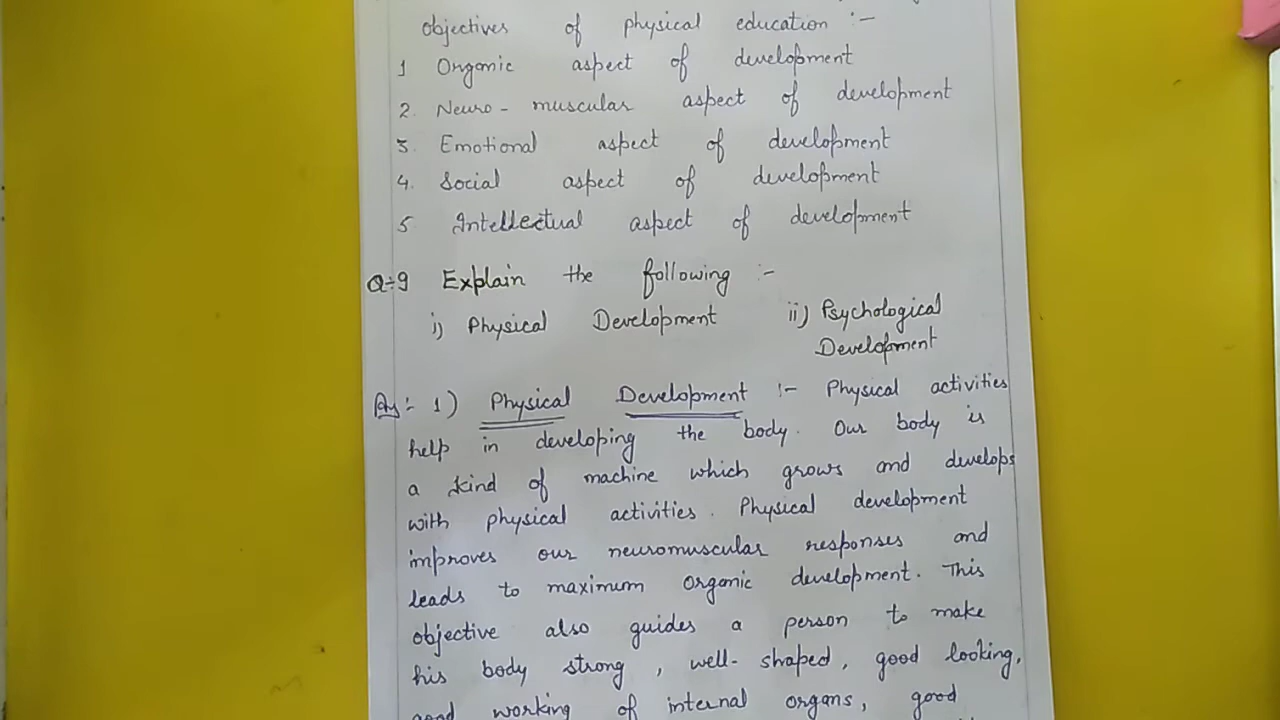 objectives of physical education :-
1 Organic aspect of development
2. Neuro - muscular aspect of development
3. Emotional aspect of development
4. Social aspect of development
5 Intellectual aspect of development
Q:9 Explain the following :-
i) Physical Development ii) Psychological
Development
Ans:- 1) Physical Development :- Physical activities
help in developing the body. Our body is
a kind of machine which grows and develops
with physical activities. Physical development
improves our neuromuscular responses and
leads to maximum organic development. This
objective also guides a person to make
his body strong, well-shaped, good looking,
good working of internal organs, good